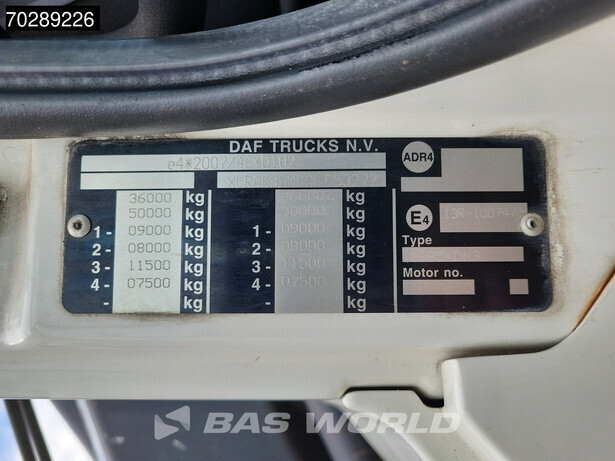 70289226
DAF TRUCKS N.V.
ADR4
36000 kg
50000 kg kg
1- 09000 kg 1- 09000 kg
2- 08000 kg 2- 08000 kg
3- 11500 kg 3- 11500 kg
4- 07500 kg 4- 07500 kg
- kg - kg
E4
Type
Motor no.
BAS WORLD